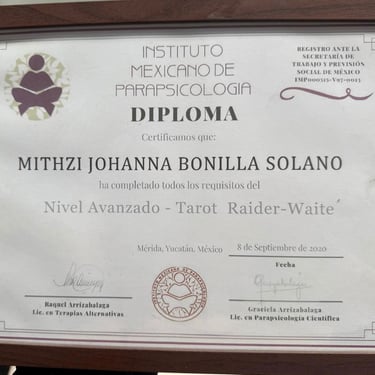 INSTITUTO
MEXICANO DE
PARAPSICOLOGIA
REGISTRO ANTE LA
SECRETARÍA DE
TRABAJO Y PREVISIÓN
SOCIAL DE MÉXICO
DIPLOMA
Certificamos que:
MITHZI JOHANNA BONILLA SOLANO
ha completado todos los requisitos del
Nivel Avanzado - Tarot Raider-Waite´
Mérida, Yucatán, México
8 de Septiembre de 2020
Fecha
Raquel Arrizabalaga
Lic. en Terapias Alternativas
Graciela Arrizabalaga
Lic. en Parapsicología Científica